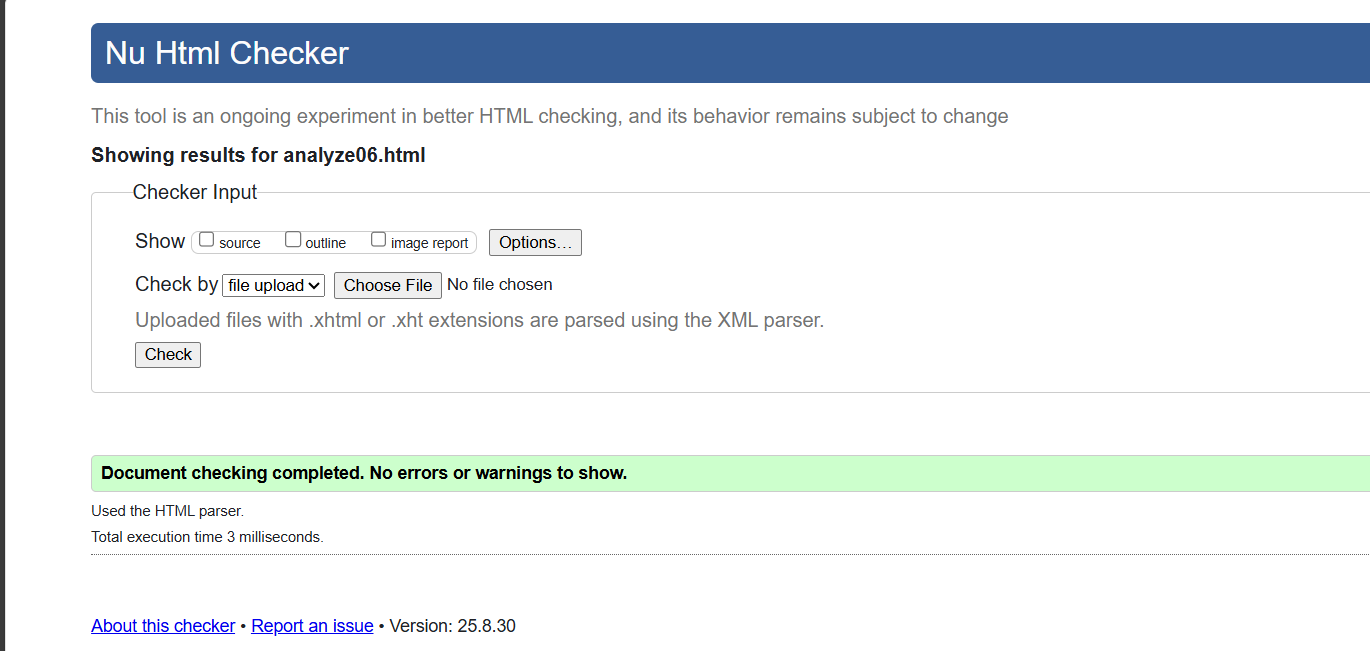 Nu Html Checker
This tool is an ongoing experiment in better HTML checking, and its behavior remains subject to change
Showing results for analyze06.html
Checker Input
Show source outline image report Options…
Check by file upload Choose File No file chosen
Uploaded files with .xhtml or .xht extensions are parsed using the XML parser.
Check
Document checking completed. No errors or warnings to show.
Used the HTML parser.
Total execution time 3 milliseconds.
About this checker • Report an issue • Version: 25.8.30